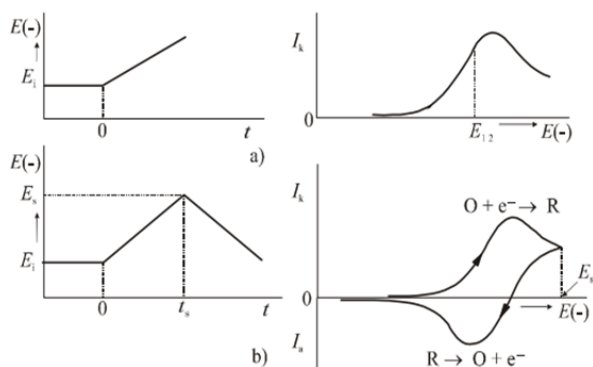 E(-)
Ei
0
t
a)
Ik
0
E1 2
E(-)
E(-)
Es
Ei
0
ts
t
b)
Ik
O + e⁻ → R
0
Es
E(-)
Ia
R → O + e⁻